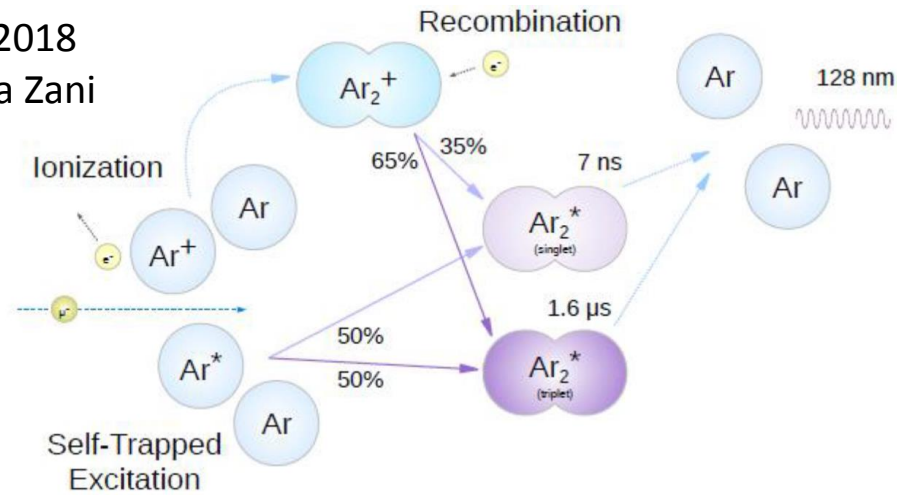 2018
a Zani
Recombination
Ar2+
e-
Ar
128 nm
65%
35%
7 ns
Ionization
Ar
Ar+
e-
Ar2*
(singlet)
Ar
μ-
1.6 μs
Ar*
50%
50%
Ar2*
(triplet)
Ar
Self-Trapped
Excitation